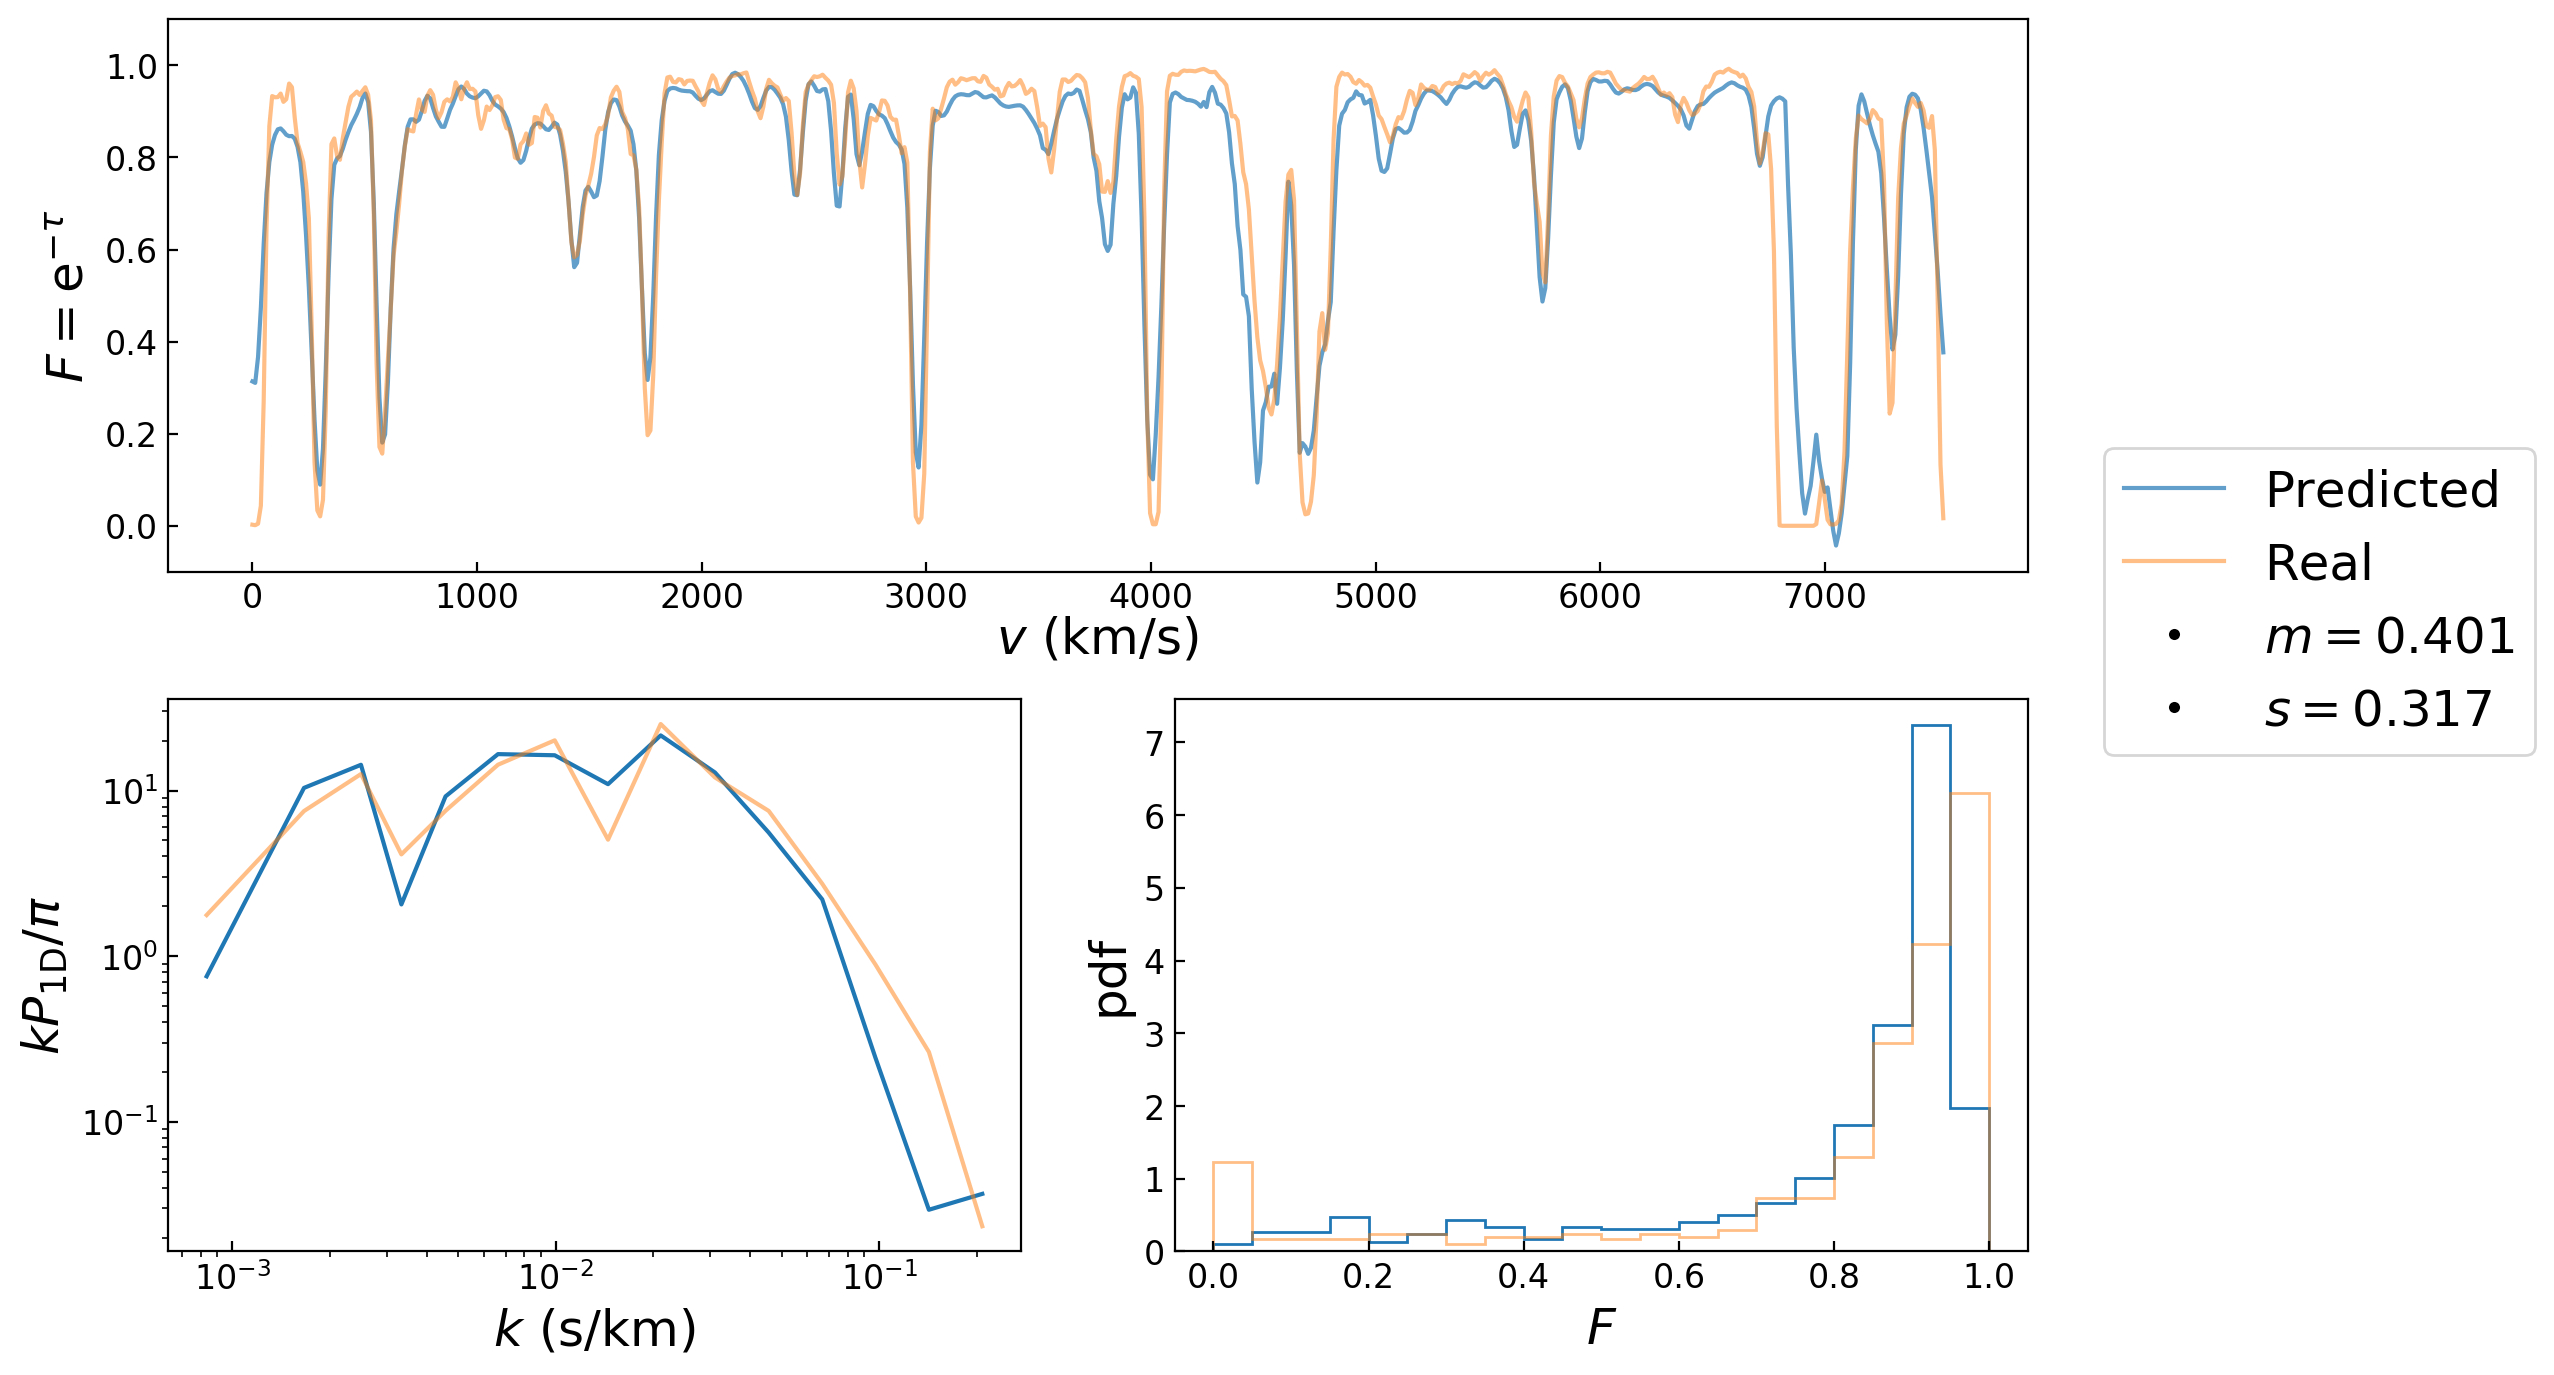 F = e^{−τ}
1.0
0.8
0.6
0.4
0.2
0.0
0 1000 2000 3000 4000 5000 6000 7000
v (km/s)
Predicted
Real
m = 0.401
s = 0.317
kP_{1D}/π
10^1
10^0
10^{−1}
10^{−3} 10^{−2} 10^{−1}
k (s/km)
pdf
7
6
5
4
3
2
1
0
0.0 0.2 0.4 0.6 0.8 1.0
F